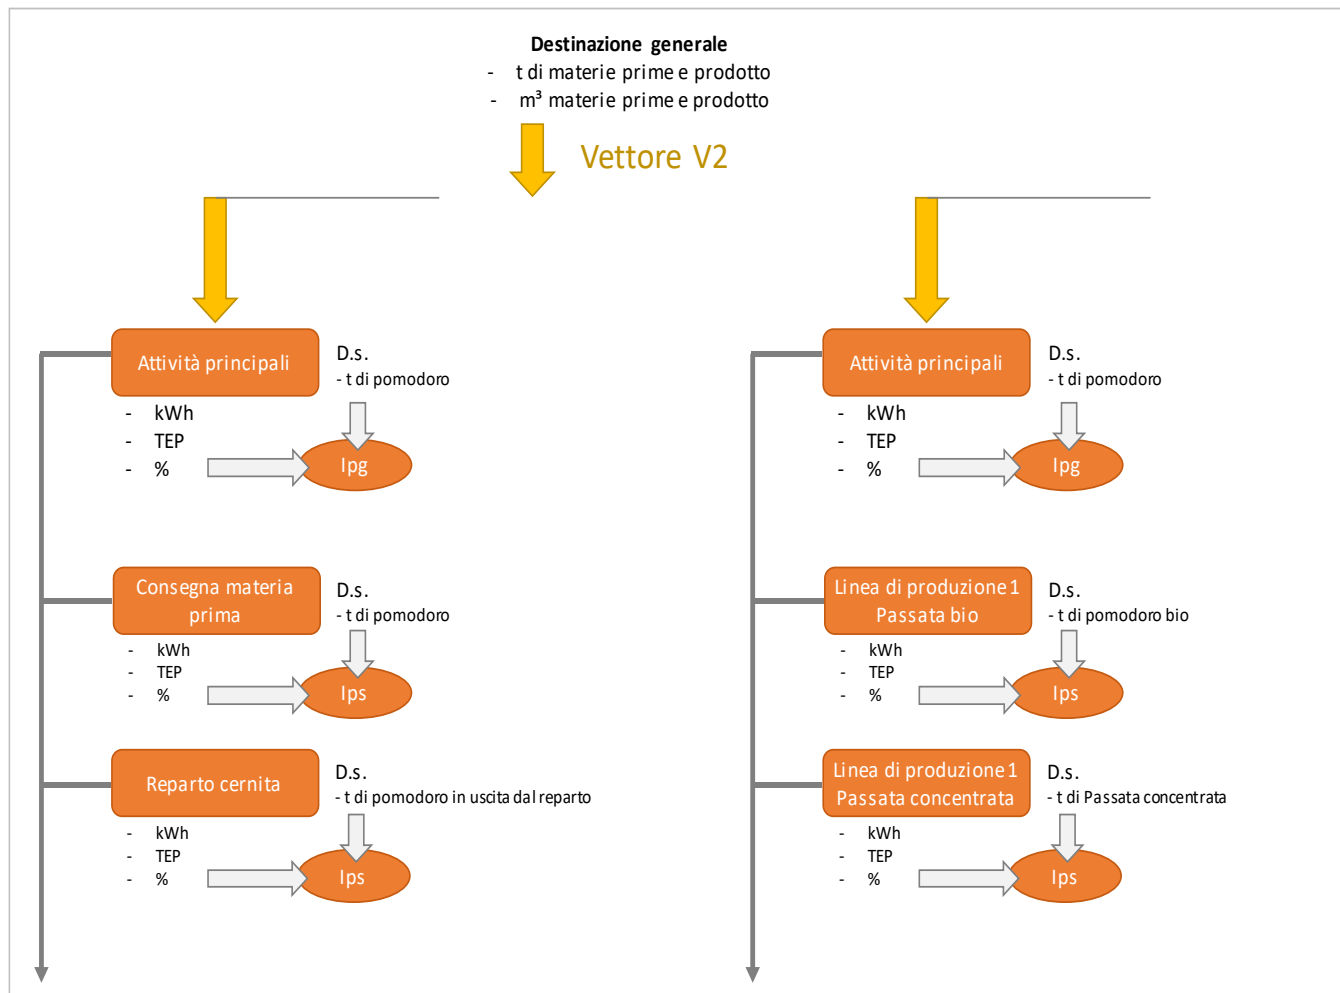 Destinazione generale
- t di materie prime e prodotto
- m³ materie prime e prodotto
Vettore V2
Attività principali
D.s.
- t di pomodoro
- kWh
- TEP
- %
Ipg
Consegna materia
prima
D.s.
- t di pomodoro
- kWh
- TEP
- %
Ips
Reparto cernita
D.s.
- t di pomodoro in uscita dal reparto
- kWh
- TEP
- %
Ips
Attività principali
D.s.
- t di pomodoro
- kWh
- TEP
- %
Ipg
Linea di produzione 1
Passata bio
D.s.
- t di pomodoro bio
- kWh
- TEP
- %
Ips
Linea di produzione 1
Passata concentrata
D.s.
- t di Passata concentrata
- kWh
- TEP
- %
Ips